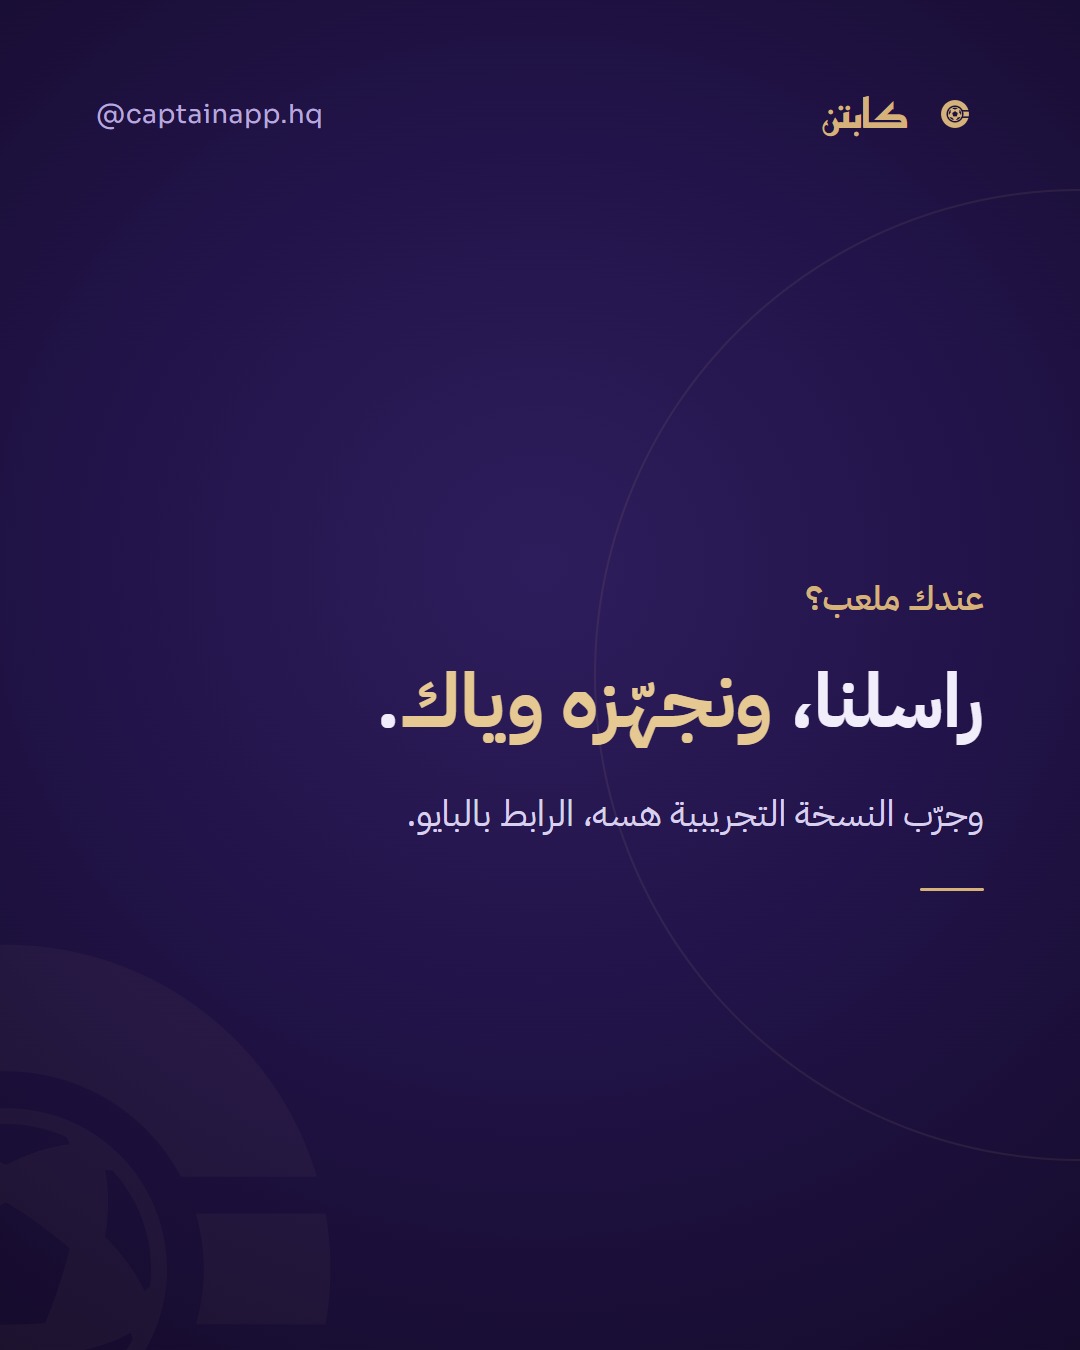 كابتن
@captainapp.hq
عندك ملعب؟
راسلنا، ونجهّزه وياك.
وجرّب النسخة التجريبية هسه، الرابط بالبايو.